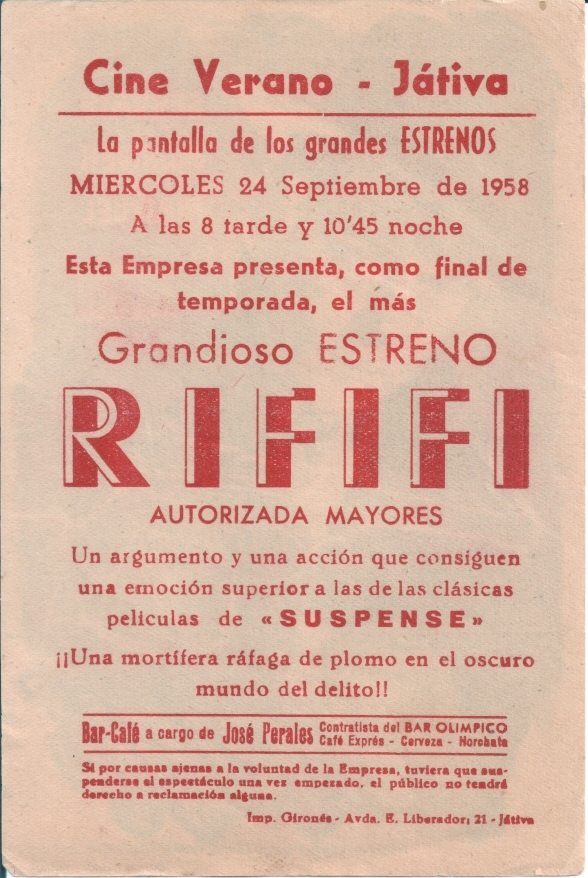 Cine Verano - Játiva
La pantalla de los grandes ESTRENOS
MIERCOLES 24 Septiembre de 1958
A las 8 tarde y 10'45 noche
Esta Empresa presenta, como final de
temporada, el más
Grandioso ESTRENO
RIFIFI
AUTORIZADA MAYORES
Un argumento y una acción que consiguen
una emoción superior a las de las clásicas
peliculas de «SUSPENSE»
¡¡Una mortífera ráfaga de plomo en el oscuro
mundo del delito!!
Bar-Café a cargo de José Perales Contratista del BAR OLIMPICO
Café Exprés - Cerveza - Horchata
Si por causas ajenas a la voluntad de la Empresa, tuviera que sus-
penderse el espectáculo una vez empezado, el público no tendrá
derecho a reclamación alguna.
Imp. Gironés - Avda. E. Liberador; 21 - Játiva